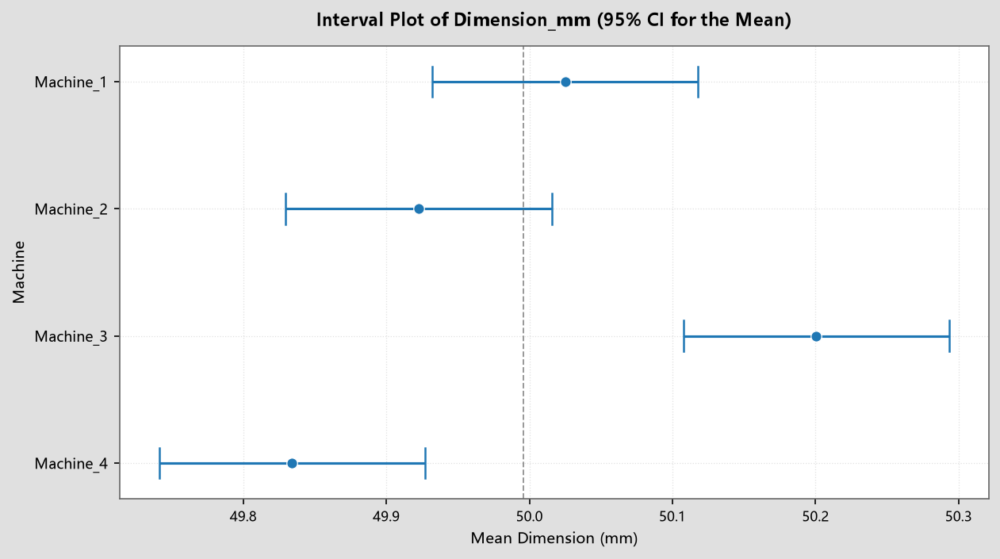 Interval Plot of Dimension_mm (95% CI for the Mean)
Machine_1
Machine_2
Machine_3
Machine_4
Machine
49.8 49.9 50.0 50.1 50.2 50.3
Mean Dimension (mm)